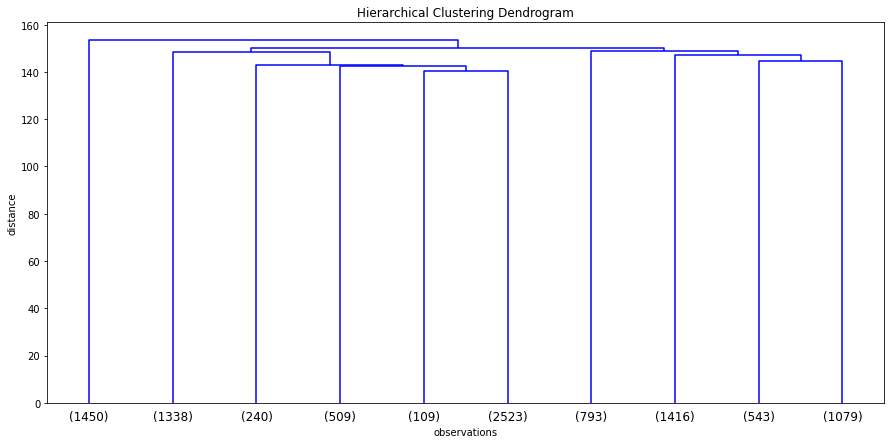 Hierarchical Clustering Dendrogram
160
140
120
100
80
60
40
20
0
distance
(1450) (1338) (240) (509) (109) (2523) (793) (1416) (543) (1079)
observations